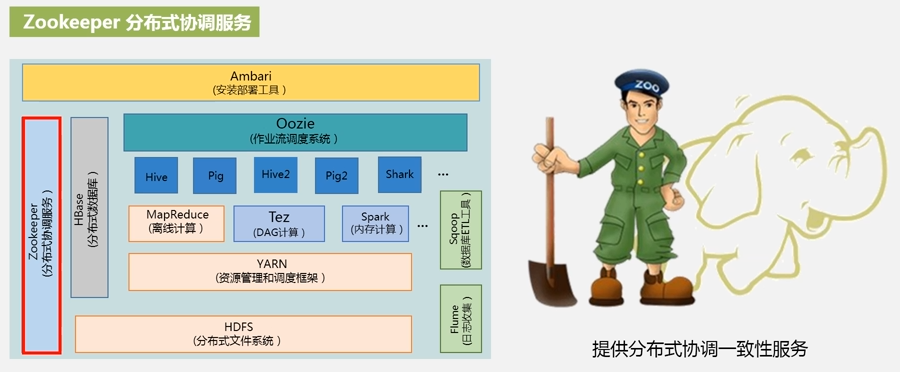 Zookeeper 分布式协调服务
Ambari
(安装部署工具)
Zookeeper
(分布式协调服务)
HBase
(分布式数据库)
Oozie
(作业流调度系统)
Hive
Pig
Hive2
Pig2
Shark
...
MapReduce
(离线计算)
Tez
(DAG计算)
Spark
(内存计算)
...
Sqoop
(数据库ETL工具)
YARN
(资源管理和调度框架)
Flume
(日志收集)
HDFS
(分布式文件系统)
ZOO
提供分布式协调一致性服务